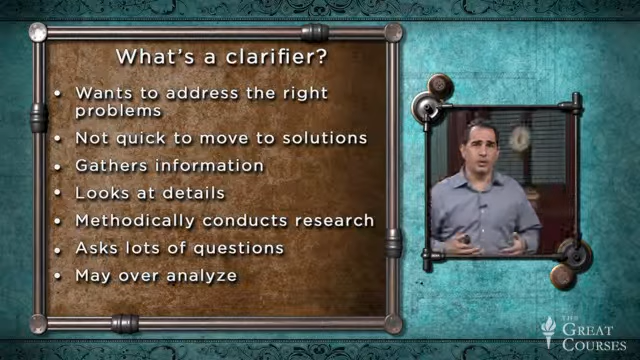 What's a clarifier?
• Wants to address the right
problems
• Not quick to move to solutions
• Gathers information
• Looks at details
• Methodically conducts research
• Asks lots of questions
• May over analyze
THE
GREAT
COURSES